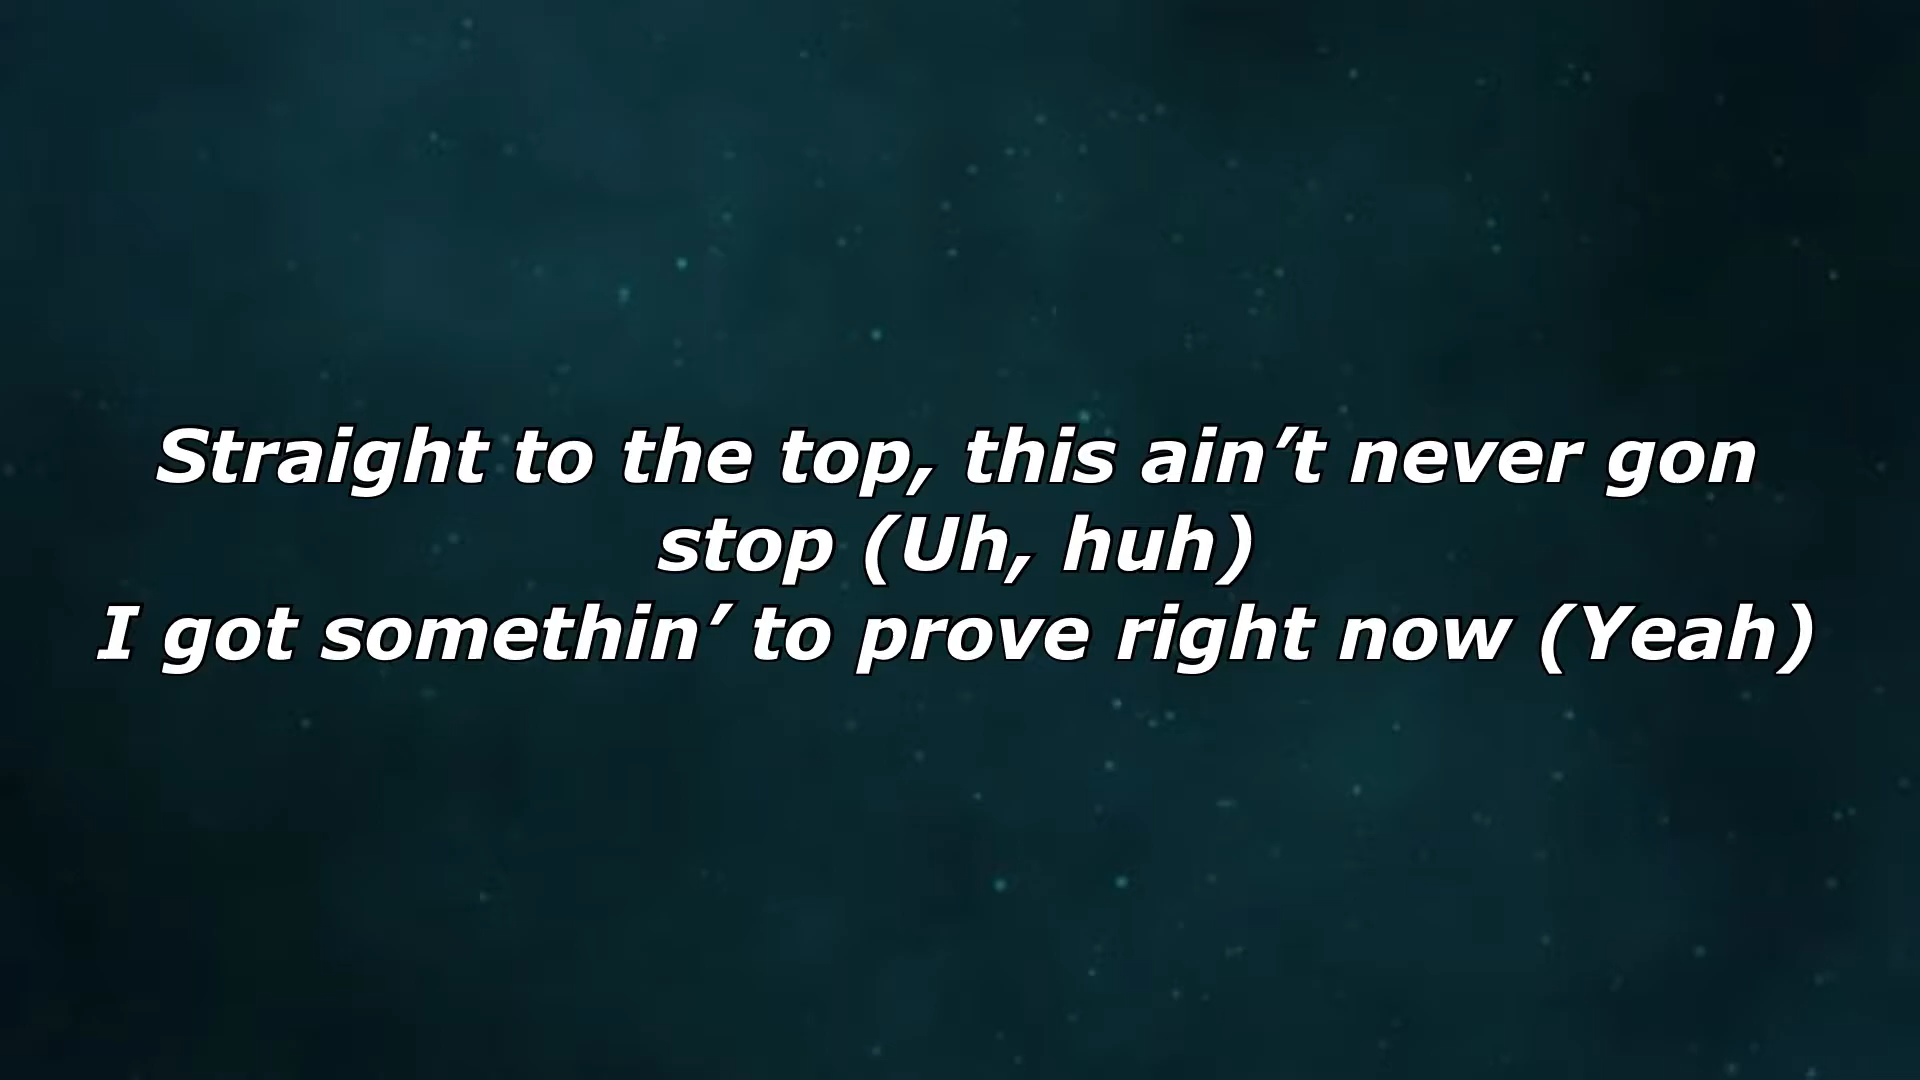 Straight to the top, this ain’t never gon
stop (Uh, huh)
I got somethin’ to prove right now (Yeah)